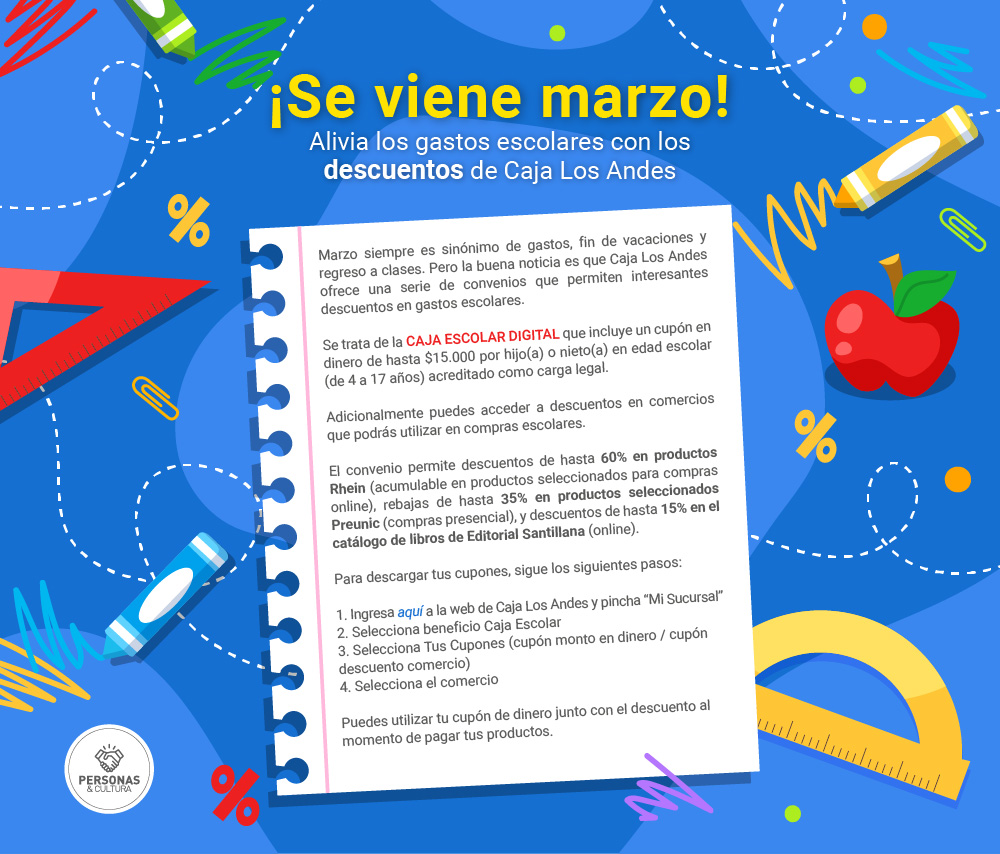 ¡Se viene marzo!
Alivia los gastos escolares con los
descuentos de Caja Los Andes
Marzo siempre es sinónimo de gastos, fin de vacaciones y
regreso a clases. Pero la buena noticia es que Caja Los Andes
ofrece una serie de convenios que permiten interesantes
descuentos en gastos escolares.
Se trata de la CAJA ESCOLAR DIGITAL que incluye un cupón en
dinero de hasta $15.000 por hijo(a) o nieto(a) en edad escolar
(de 4 a 17 años) acreditado como carga legal.
Adicionalmente puedes acceder a descuentos en comercios
que podrás utilizar en compras escolares.
El convenio permite descuentos de hasta 60% en productos
Rhein (acumulable en productos seleccionados para compras
online), rebajas de hasta 35% en productos seleccionados
Preunic (compras presencial), y descuentos de hasta 15% en el
catálogo de libros de Editorial Santillana (online).
Para descargar tus cupones, sigue los siguientes pasos:
1. Ingresa aquí a la web de Caja Los Andes y pincha “Mi Sucursal”
2. Selecciona beneficio Caja Escolar
3. Selecciona Tus Cupones (cupón monto en dinero / cupón
descuento comercio)
4. Selecciona el comercio
Puedes utilizar tu cupón de dinero junto con el descuento al
momento de pagar tus productos.
PERSONAS
& CULTURA
%
%
%